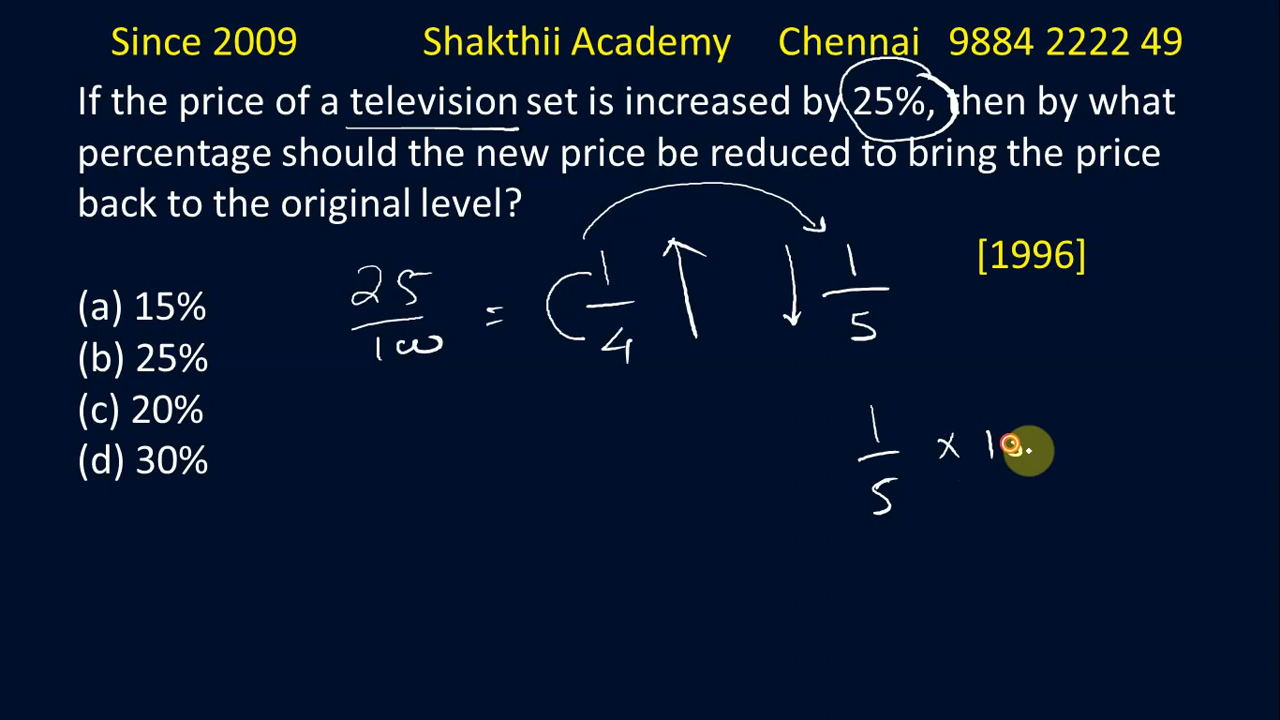 Since 2009 Shakthii Academy Chennai 9884 2222 49
If the price of a television set is increased by 25%, then by what
percentage should the new price be reduced to bring the price
back to the original level?
[1996]
(a) 15%
(b) 25%
(c) 20%
(d) 30%
25/100 = 1/4 ↑ ↓ 1/5
1/5 ×